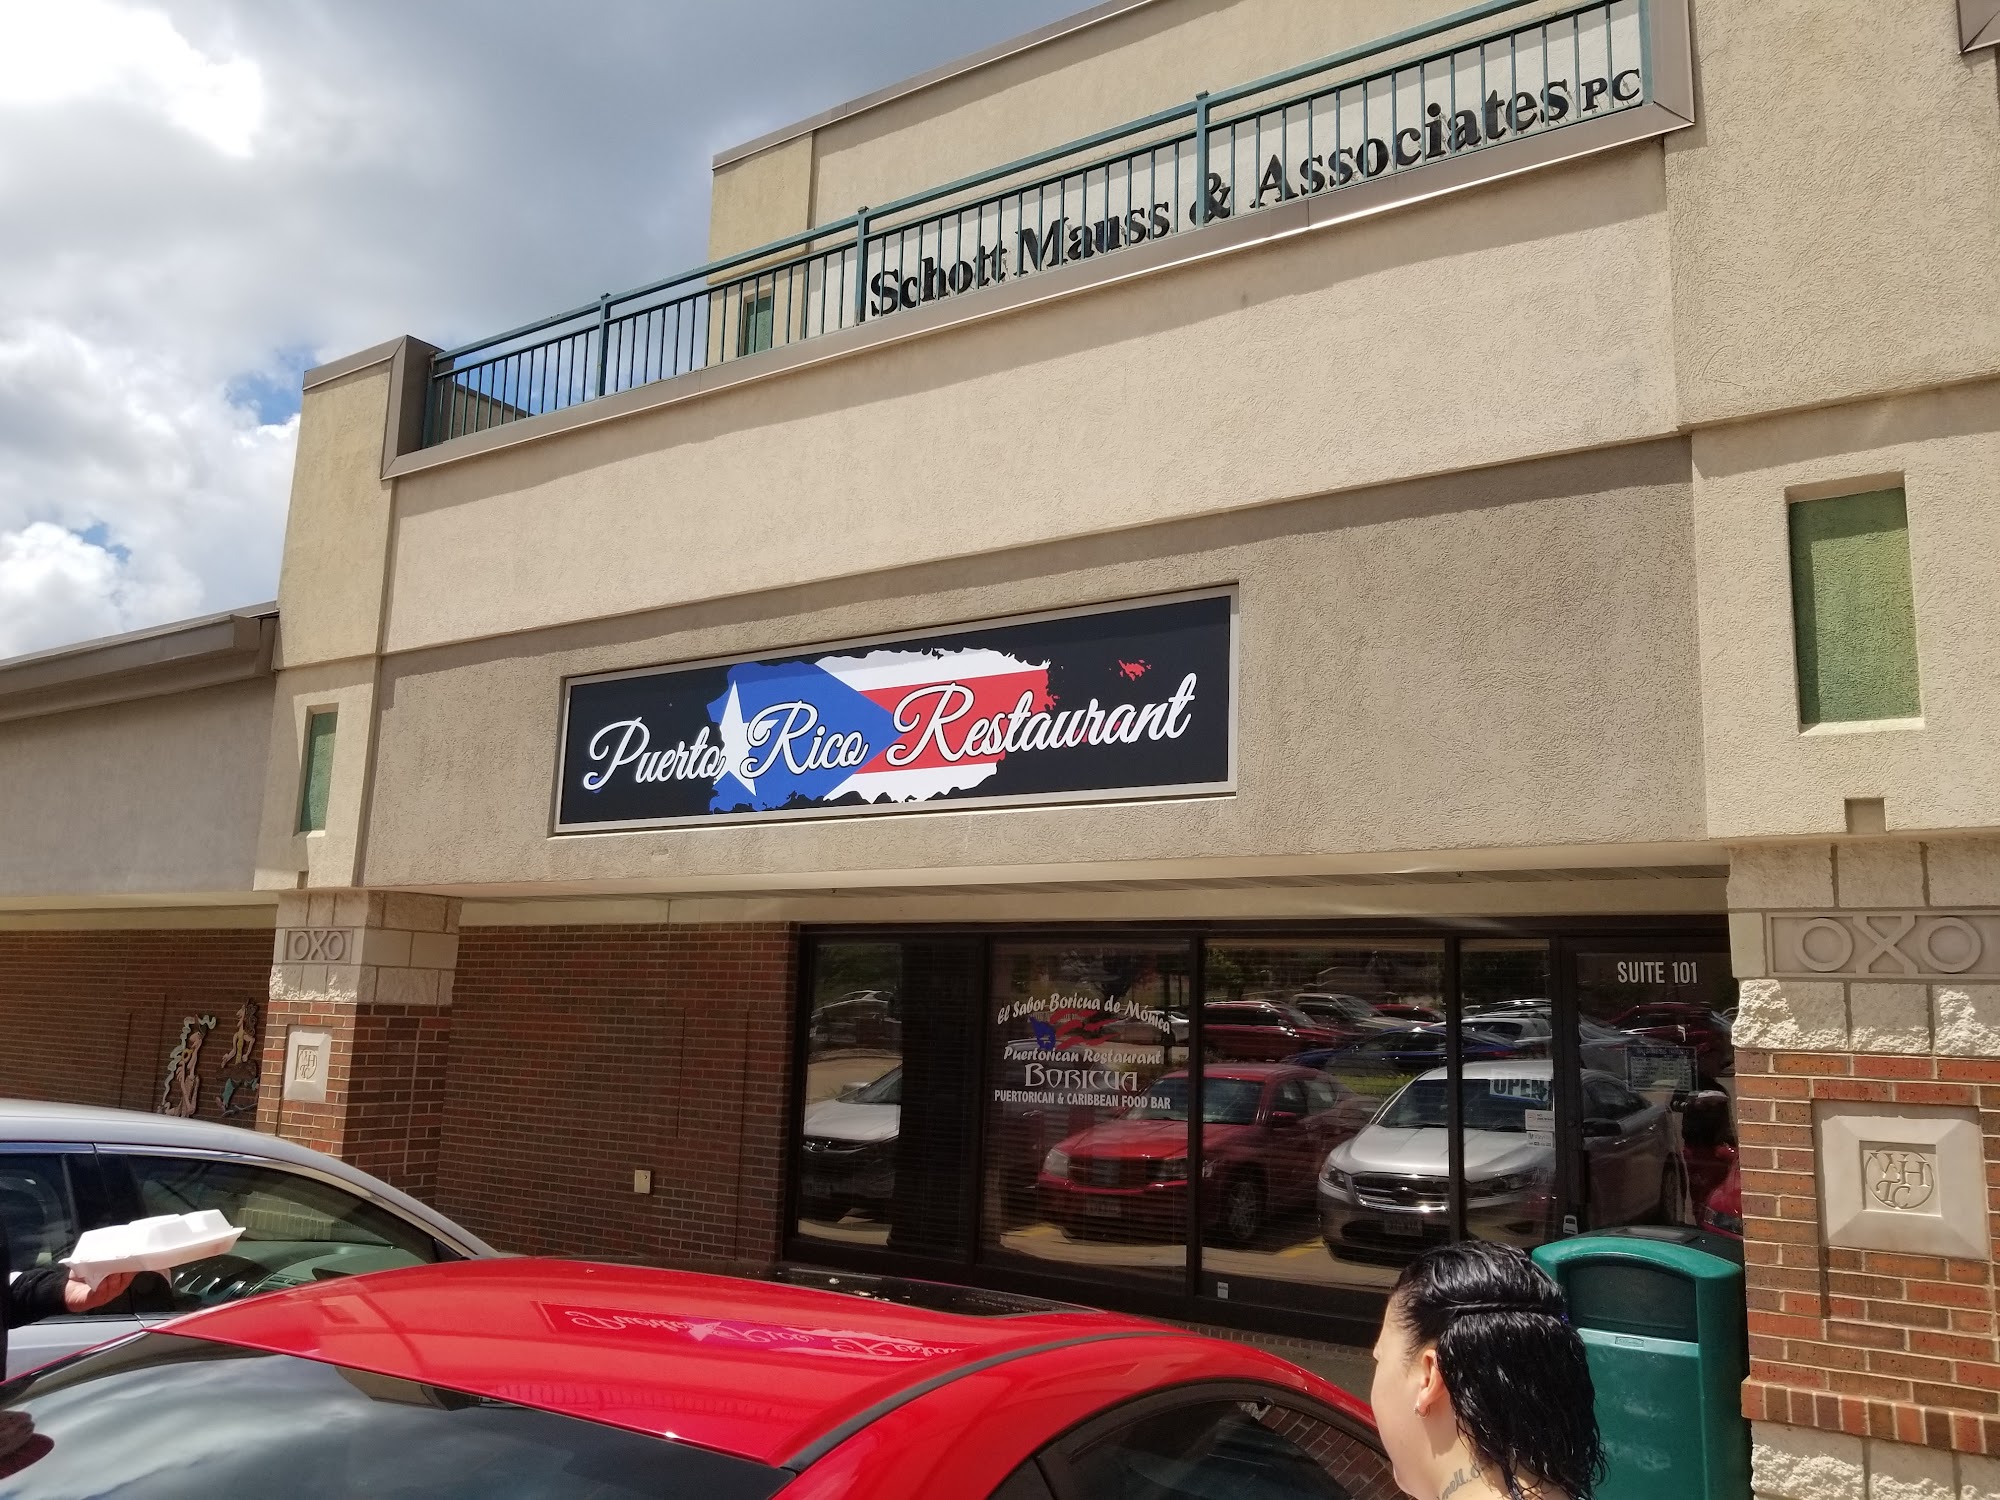 Schott Mauss & Associates PC
Puerto Rico Restaurant
OXO
OXO
SUITE 101
El Sabor Boricua de Mónica
Puertorican Restaurant
BORICUA
PUERTORICAN & CARIBBEAN FOOD BAR
OPEN